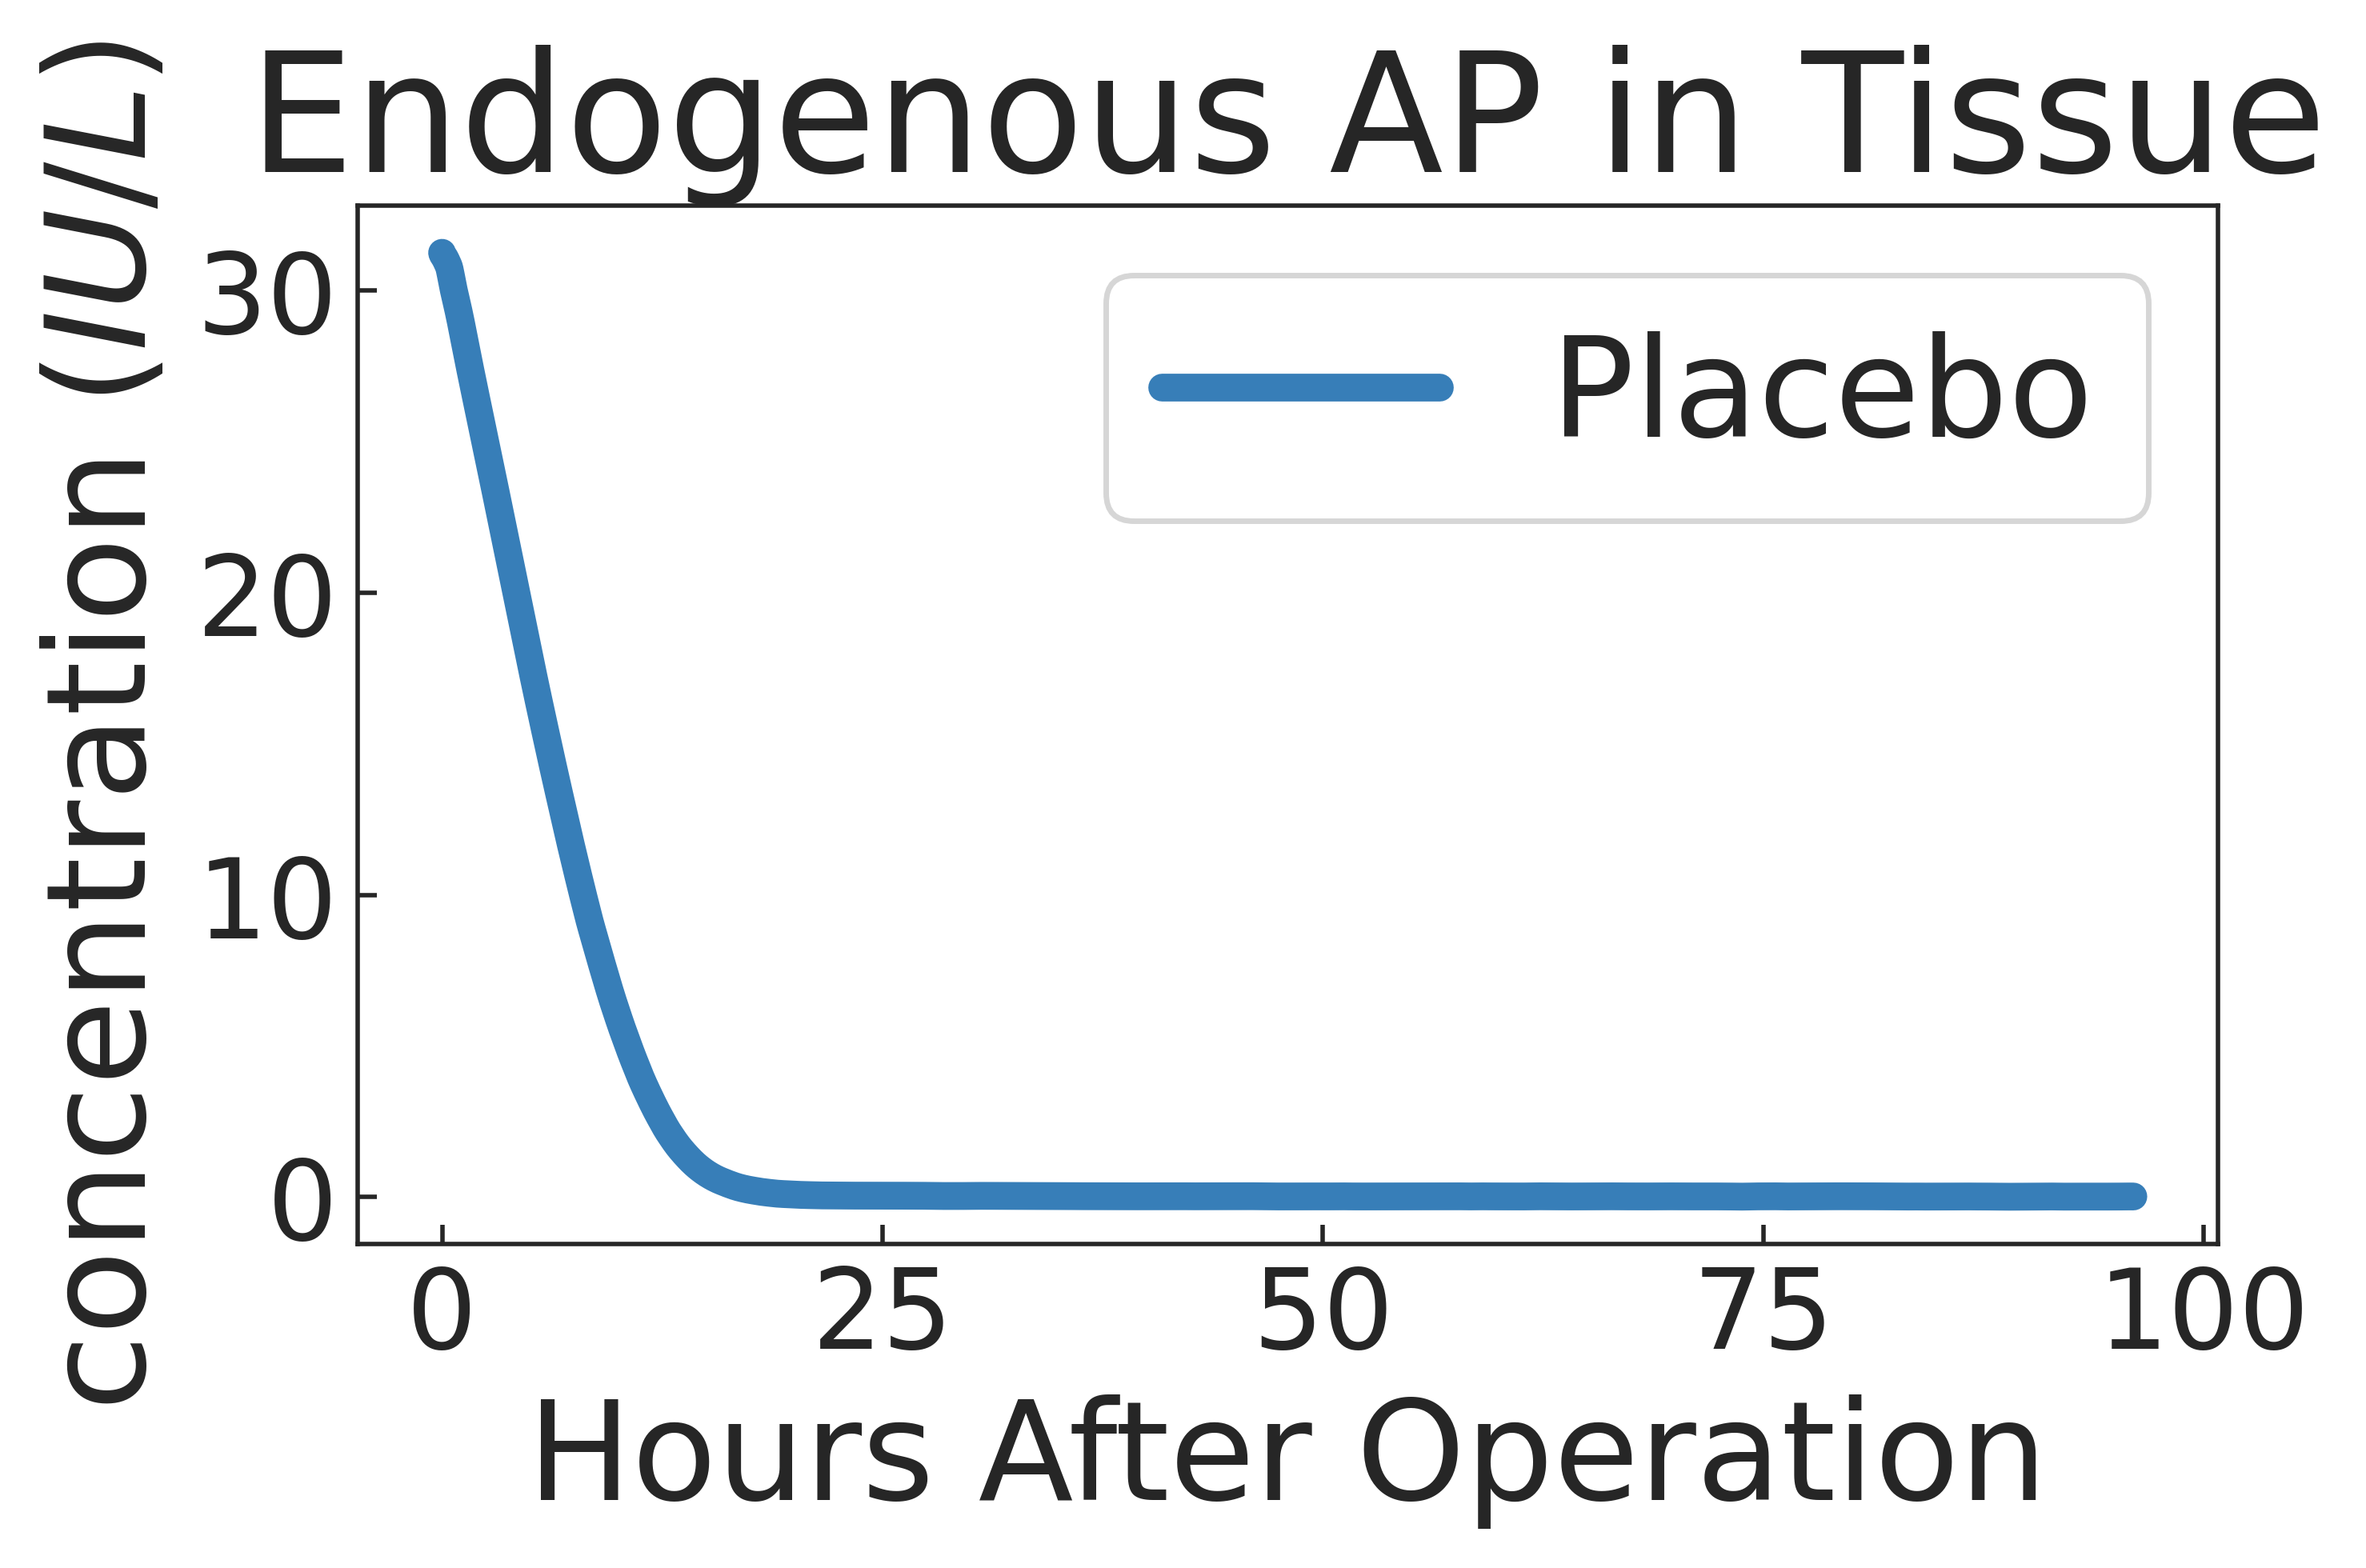 Endogenous AP in Tissue
concentration (IU/L)
30
20
10
0
Placebo
0 25 50 75 100
Hours After Operation